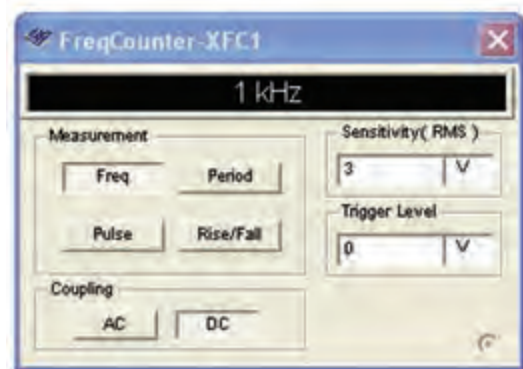 FreqCounter-XFC1
1 kHz
Measurement
Freq
Period
Pulse
Rise/Fall
Coupling
AC
DC
Sensitivity( RMS )
3
V
Trigger Level
0
V